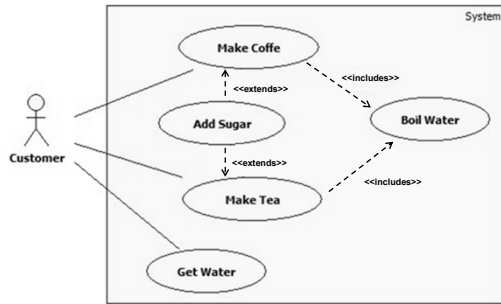 System
Make Coffe
<<includes>>
<<extends>>
Add Sugar
Boil Water
Customer
<<extends>>
<<includes>>
Make Tea
Get Water